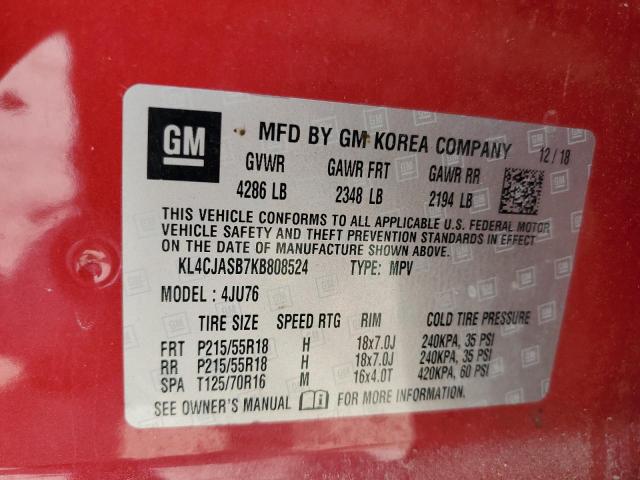 GM MFD BY GM KOREA COMPANY 12/18
GVWR GAWR FRT GAWR RR
4286 LB 2348 LB 2194 LB
THIS VEHICLE CONFORMS TO ALL APPLICABLE U.S. FEDERAL MOTOR
VEHICLE SAFETY AND THEFT PREVENTION STANDARDS IN EFFECT
ON THE DATE OF MANUFACTURE SHOWN ABOVE.
KL4CJASB7KB808524 TYPE: MPV
MODEL: 4JU76
TIRE SIZE SPEED RTG RIM COLD TIRE PRESSURE
FRT P215/55R18 H 18x7.0J 240KPA, 35 PSI
RR P215/55R18 H 18x7.0J 240KPA, 35 PSI
SPA T125/70R16 M 16x4.0T 420KPA, 60 PSI
SEE OWNER'S MANUAL FOR MORE INFORMATION.